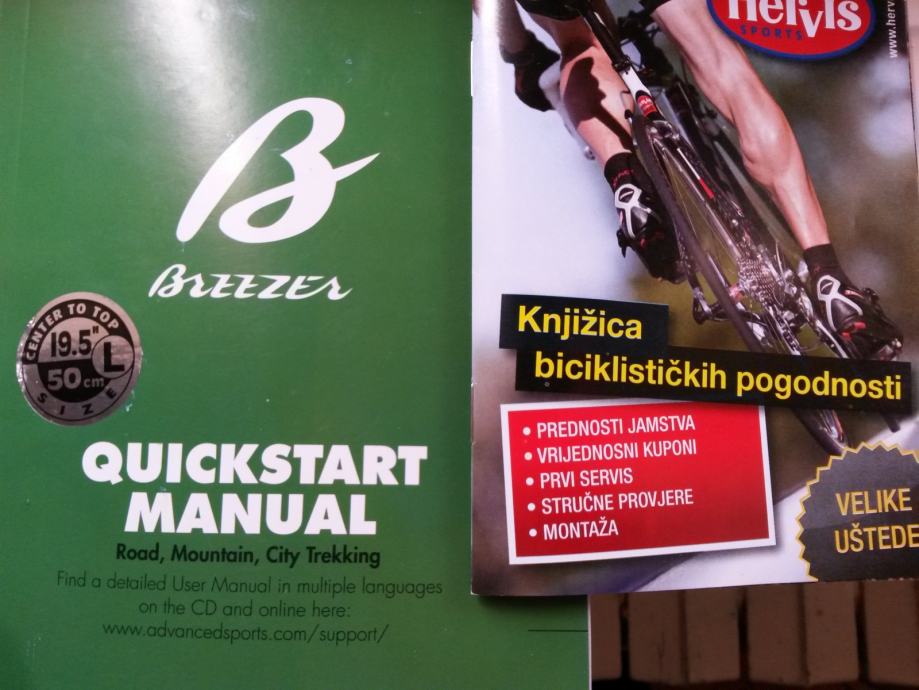 B
BREEZER
CENTER TO TOP
19.5"
L
50 cm
SIZE
QUICKSTART
MANUAL
Road, Mountain, City Trekking
Find a detailed User Manual in multiple languages
on the CD and online here:
www.advancedsports.com/support/
Hervis
SPORTS
www.herv
Knjižica
biciklističkih pogodnosti
• PREDNOSTI JAMSTVA
• VRIJEDNOSNI KUPONI
• PRVI SERVIS
• STRUČNE PROVJERE
• MONTAŽA
VELIKE
UŠTEDE